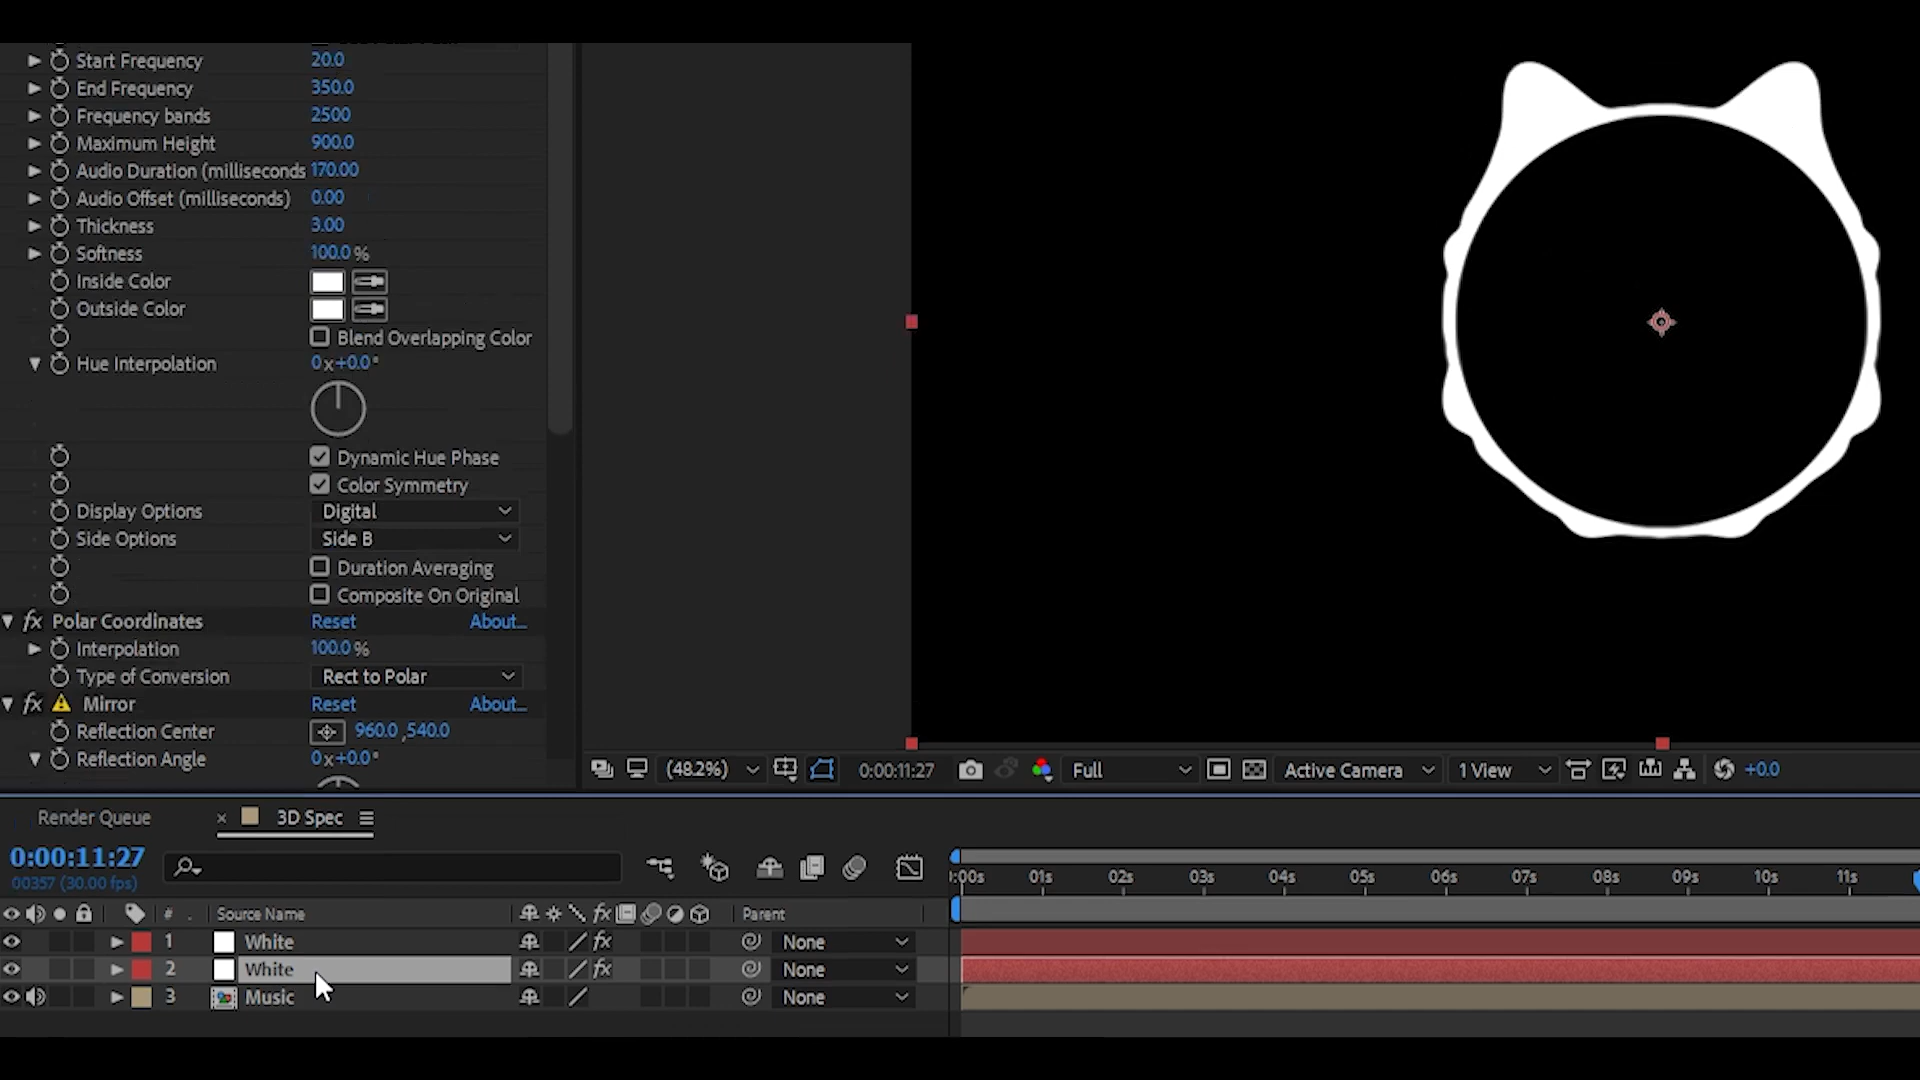 Start Frequency 20.0
End Frequency 350.0
Frequency bands 2500
Maximum Height 900.0
Audio Duration (milliseconds 170.00
Audio Offset (milliseconds) 0.00
Thickness 3.00
Softness 100.0 %
Inside Color
Outside Color
Blend Overlapping Color
Hue Interpolation 0 x +0.0 °
Dynamic Hue Phase
Color Symmetry
Display Options Digital
Side Options Side B
Duration Averaging
Composite On Original
fx Polar Coordinates Reset About...
Interpolation 100.0 %
Type of Conversion Rect to Polar
fx Mirror Reset About...
Reflection Center 960.0 ,540.0
Reflection Angle 0 x +0.0 °
(48.2%) 0:00:11:27 Full Active Camera 1 View +0.0
Render Queue × 3D Spec
0:00:11:27
00357 (30.00 fps)
:00s 01s 02s 03s 04s 05s 06s 07s 08s 09s 10s 11s
# . Source Name fx Parent
1 White fx None
2 White fx None
3 Music None